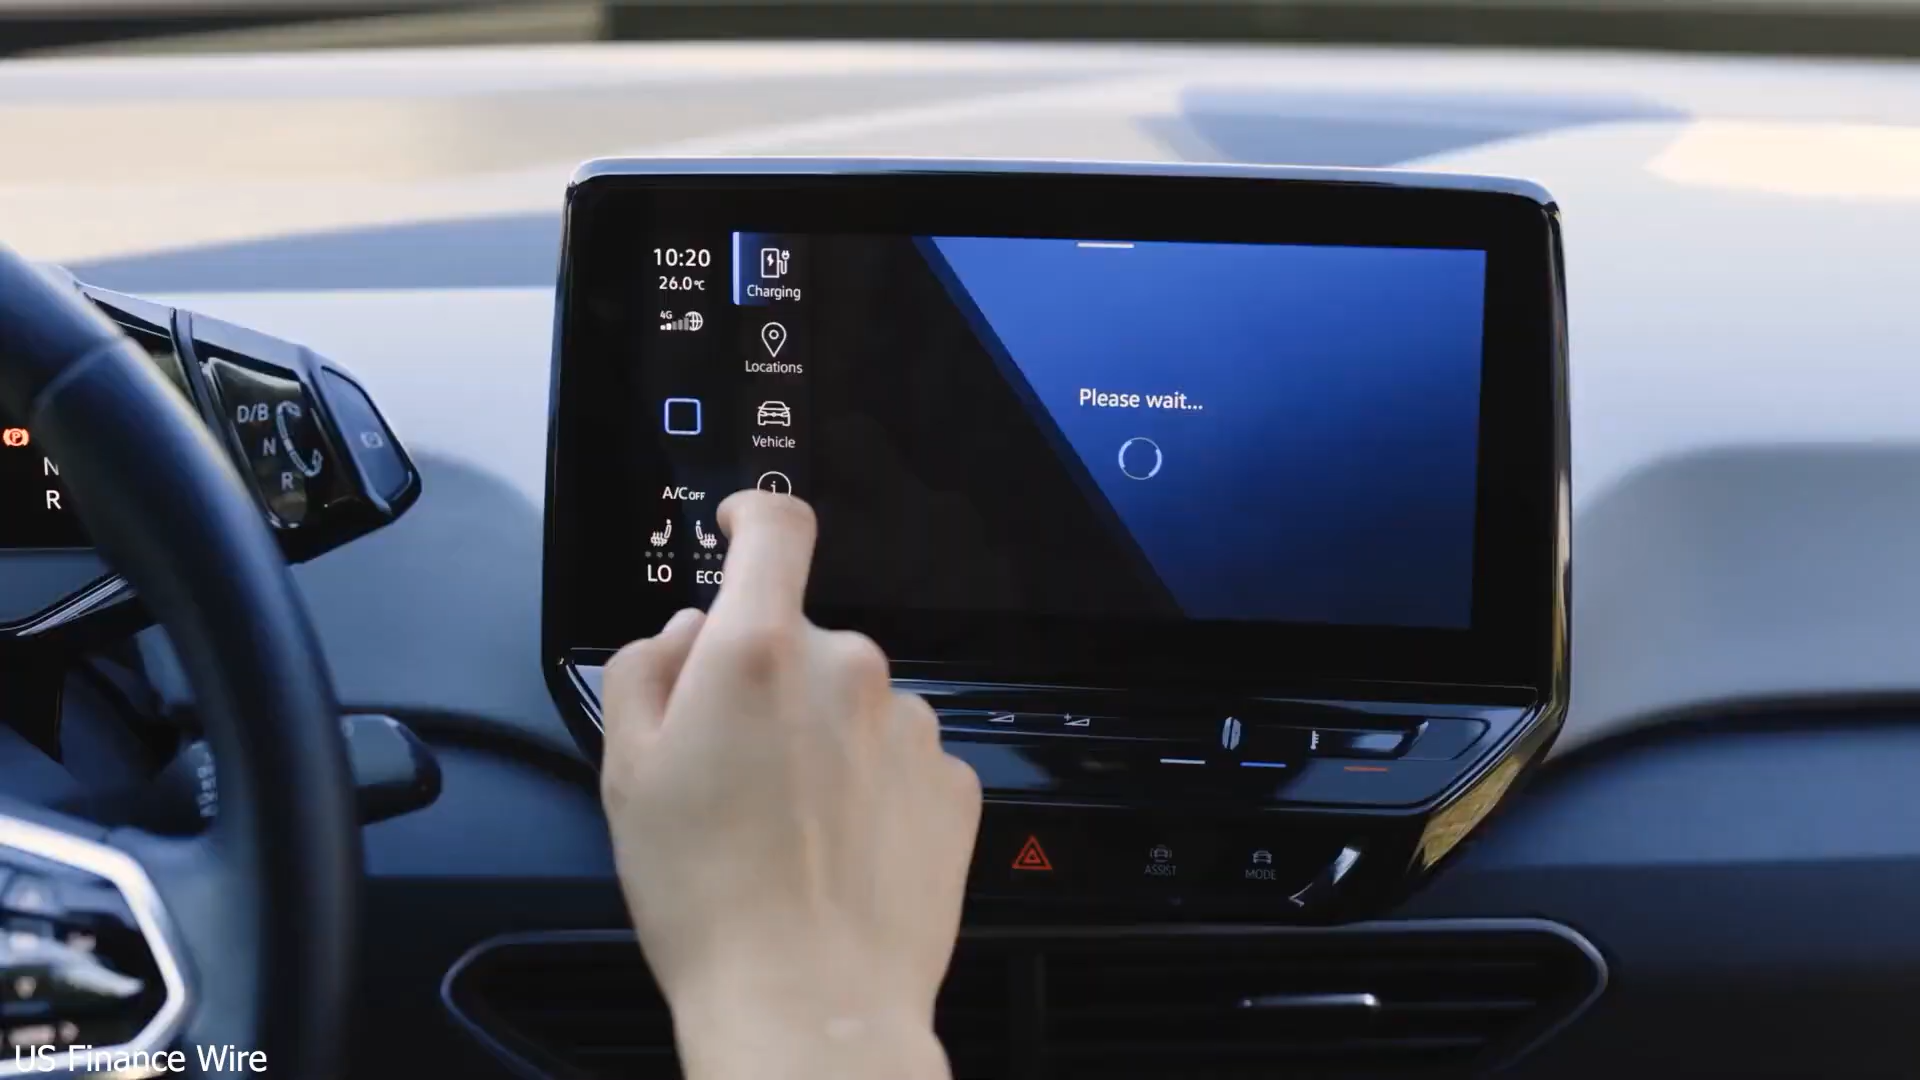 10:20
26.0°C
4G
Charging
Locations
Vehicle
i
A/C OFF
LO
ECO
Please wait...
D/B
N
R
P
N
R
ASSIST
MODE
US Finance Wire